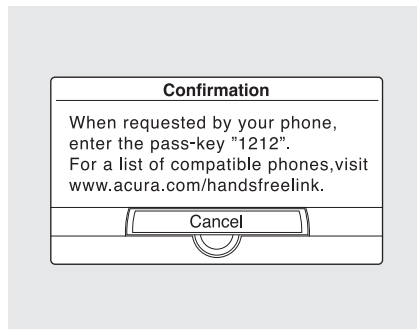 Confirmation
When requested by your phone,
enter the pass-key "1212".
For a list of compatible phones,visit
www.acura.com/handsfreelink.
Cancel